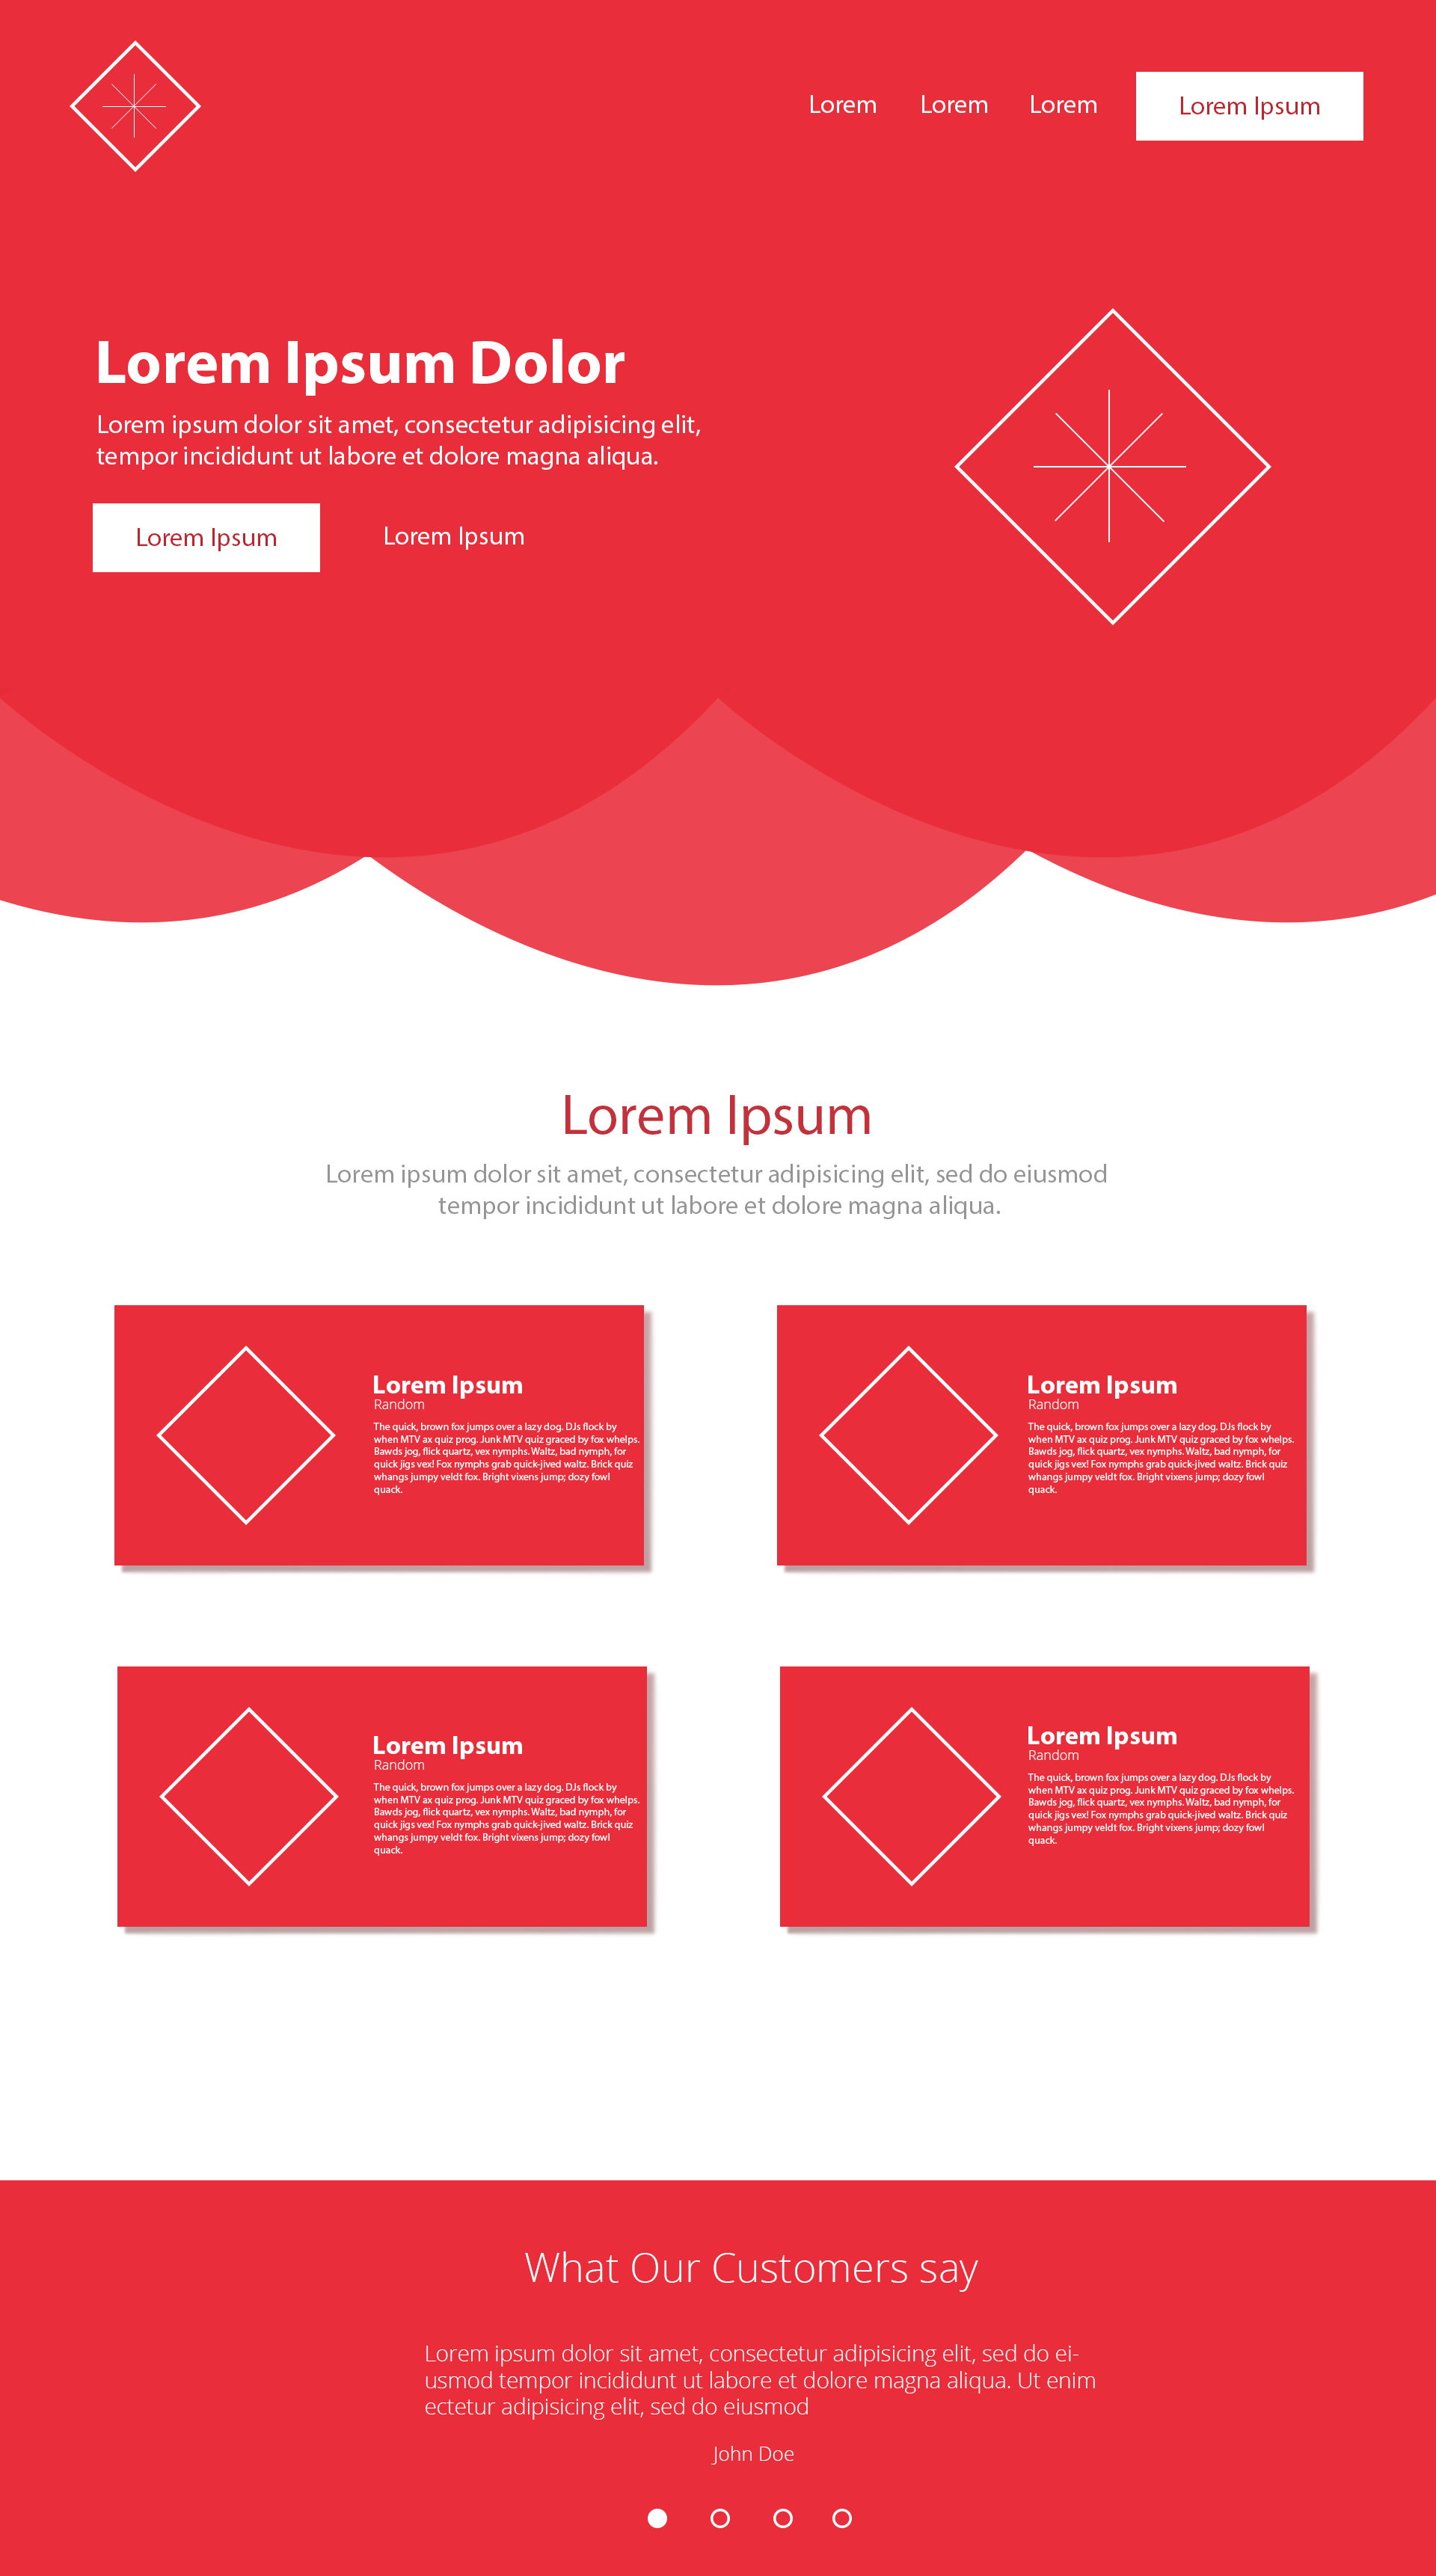 Lorem Lorem Lorem Lorem Ipsum
Lorem Ipsum Dolor
Lorem ipsum dolor sit amet, consectetur adipisicing elit,
tempor incididunt ut labore et dolore magna aliqua.
Lorem Ipsum Lorem Ipsum
Lorem Ipsum
Lorem ipsum dolor sit amet, consectetur adipisicing elit, sed do eiusmod
tempor incididunt ut labore et dolore magna aliqua.
Lorem Ipsum
Random
The quick, brown fox jumps over a lazy dog. DJs flock by
when MTV ax quiz prog. Junk MTV quiz graced by fox whelps.
Bawds jog, flick quartz, vex nymphs. Waltz, bad nymph, for
quick jigs vex! Fox nymphs grab quick-jived waltz. Brick quiz
whangs jumpy veldt fox. Bright vixens jump; dozy fowl
quack.
Lorem Ipsum
Random
The quick, brown fox jumps over a lazy dog. DJs flock by
when MTV ax quiz prog. Junk MTV quiz graced by fox whelps.
Bawds jog, flick quartz, vex nymphs. Waltz, bad nymph, for
quick jigs vex! Fox nymphs grab quick-jived waltz. Brick quiz
whangs jumpy veldt fox. Bright vixens jump; dozy fowl
quack.
Lorem Ipsum
Random
The quick, brown fox jumps over a lazy dog. DJs flock by
when MTV ax quiz prog. Junk MTV quiz graced by fox whelps.
Bawds jog, flick quartz, vex nymphs. Waltz, bad nymph, for
quick jigs vex! Fox nymphs grab quick-jived waltz. Brick quiz
whangs jumpy veldt fox. Bright vixens jump; dozy fowl
quack.
Lorem Ipsum
Random
The quick, brown fox jumps over a lazy dog. DJs flock by
when MTV ax quiz prog. Junk MTV quiz graced by fox whelps.
Bawds jog, flick quartz, vex nymphs. Waltz, bad nymph, for
quick jigs vex! Fox nymphs grab quick-jived waltz. Brick quiz
whangs jumpy veldt fox. Bright vixens jump; dozy fowl
quack.
What Our Customers say
Lorem ipsum dolor sit amet, consectetur adipisicing elit, sed do ei-
usmod tempor incididunt ut labore et dolore magna aliqua. Ut enim
ectetur adipisicing elit, sed do eiusmod
John Doe